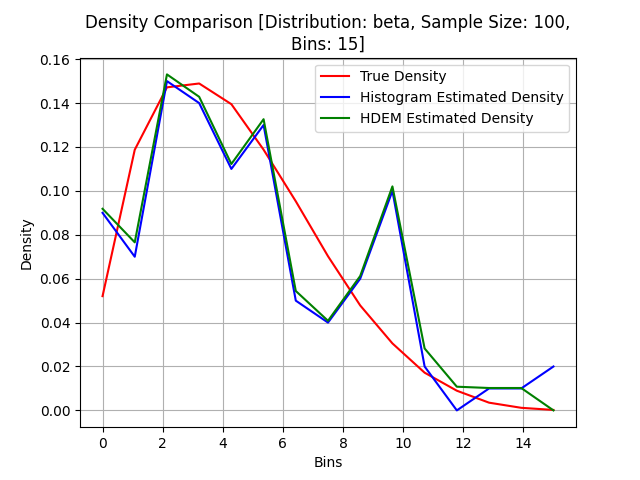 Density Comparison [Distribution: beta, Sample Size: 100,
Bins: 15]
True Density
Histogram Estimated Density
HDEM Estimated Density
Density
0.16
0.14
0.12
0.10
0.08
0.06
0.04
0.02
0.00
0 2 4 6 8 10 12 14
Bins